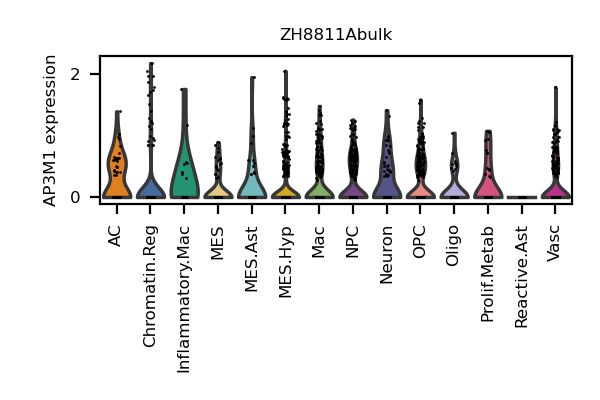 ZH8811Abulk
AP3M1 expression
2
0
AC
Chromatin.Reg
Inflammatory.Mac
MES
MES.Ast
MES.Hyp
Mac
NPC
Neuron
OPC
Oligo
Prolif.Metab
Reactive.Ast
Vasc